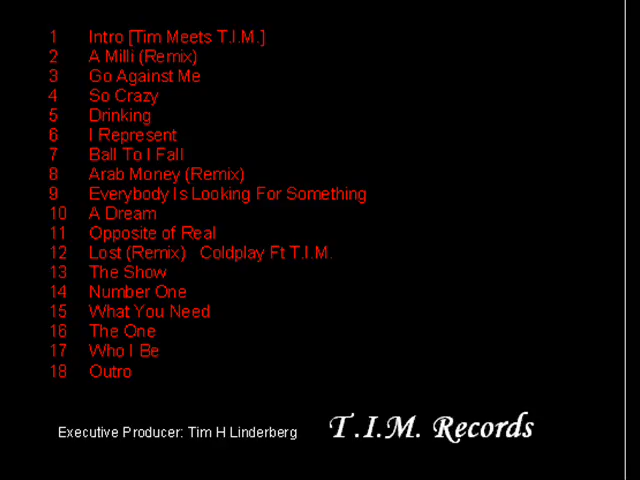 1 Intro [Tim Meets T.I.M.]
2 A Milli (Remix)
3 Go Against Me
4 So Crazy
5 Drinking
6 I Represent
7 Ball To I Fall
8 Arab Money (Remix)
9 Everybody Is Looking For Something
10 A Dream
11 Opposite of Real
12 Lost (Remix) Coldplay Ft T.I.M.
13 The Show
14 Number One
15 What You Need
16 The One
17 Who I Be
18 Outro
Executive Producer: Tim H Linderberg T.I.M. Records